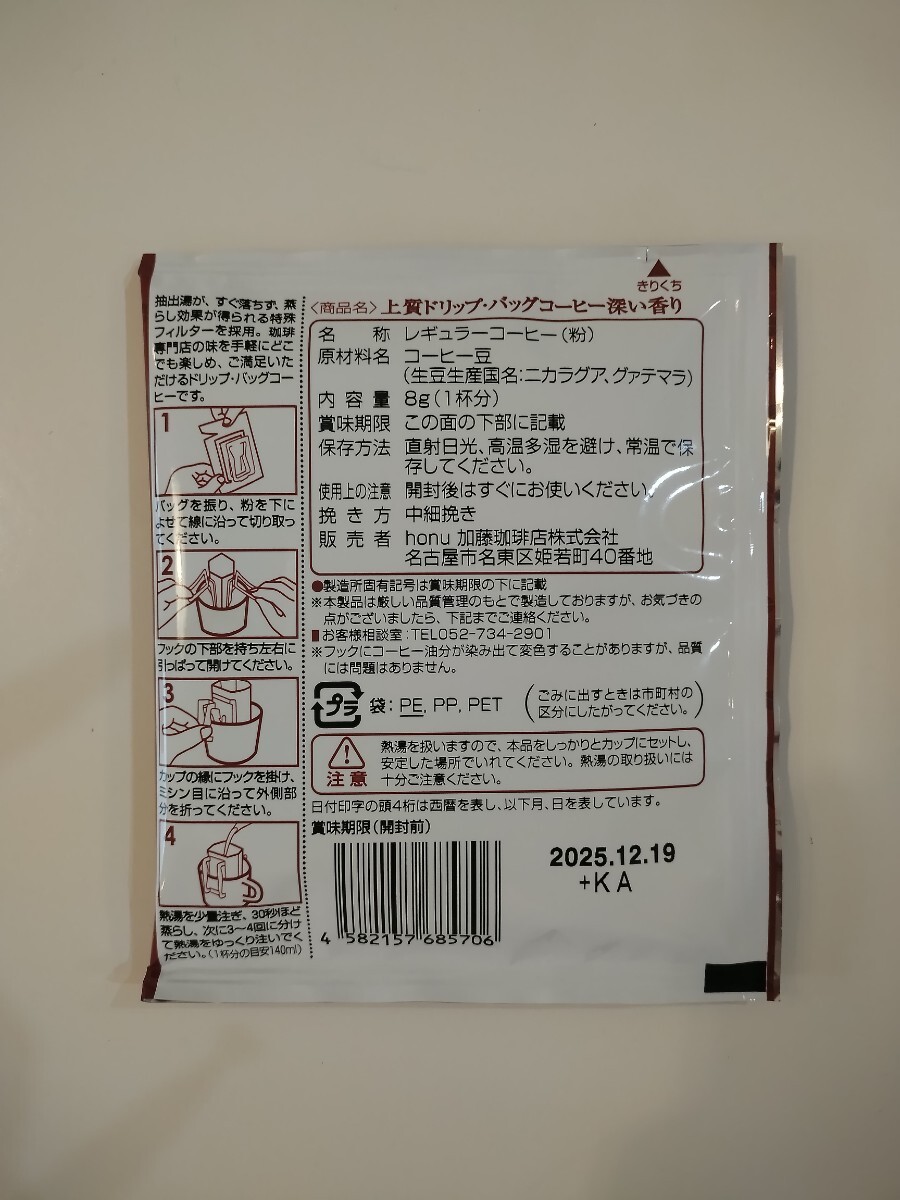 きりくち
抽出湯が、すぐ落ちず、蒸
らし効果が得られる特殊
フィルターを採用。珈琲
専門店の味を手軽にどこ
でも楽しめ、ご満足いた
だけるドリップ・バッグコー
ヒーです。
1
バッグを振り、粉を下に
よせて線に沿って切り取っ
てください。
2
フックの下部を持ち左右に
引っぱって開けてください。
3
カップの縁にフックを掛け、
ミシン目に沿って外側部
分を折ってください。
4
熱湯を少量注ぎ、30秒ほど
蒸らし、次に3〜4回に分け
て熱湯をゆっくり注いでく
ださい。(1杯分の目安140ml)
〈商品名〉上質ドリップ・バッグコーヒー深い香り
名称 レギュラーコーヒー(粉)
原材料名 コーヒー豆
(生豆生産国名:ニカラグア、グァテマラ)
内容量 8g(1杯分)
賞味期限 この面の下部に記載
保存方法 直射日光、高温多湿を避け、常温で保
存してください。
使用上の注意 開封後はすぐにお使いください。
挽き方 中細挽き
販売者 honu 加藤珈琲店株式会社
名古屋市名東区姫若町40番地
●製造所固有記号は賞味期限の下に記載
※本製品は厳しい品質管理のもとで製造しておりますが、お気づきの
点がございましたら、下記までご連絡ください。
■お客様相談室:TEL052-734-2901
※フックにコーヒー油分が染み出て変色することがありますが、品質
には問題はありません。
プラ 袋:PE, PP, PET (ごみに出すときは市町村の
区分にしたがってください。)
注意 熱湯を扱いますので、本品をしっかりとカップにセットし、
安定した場所でいれてください。熱湯の取り扱いには
十分ご注意ください。
日付印字の頭4桁は西暦を表し、以下月、日を表しています。
賞味期限(開封前)
2025.12.19
+KA
4 582157 685706